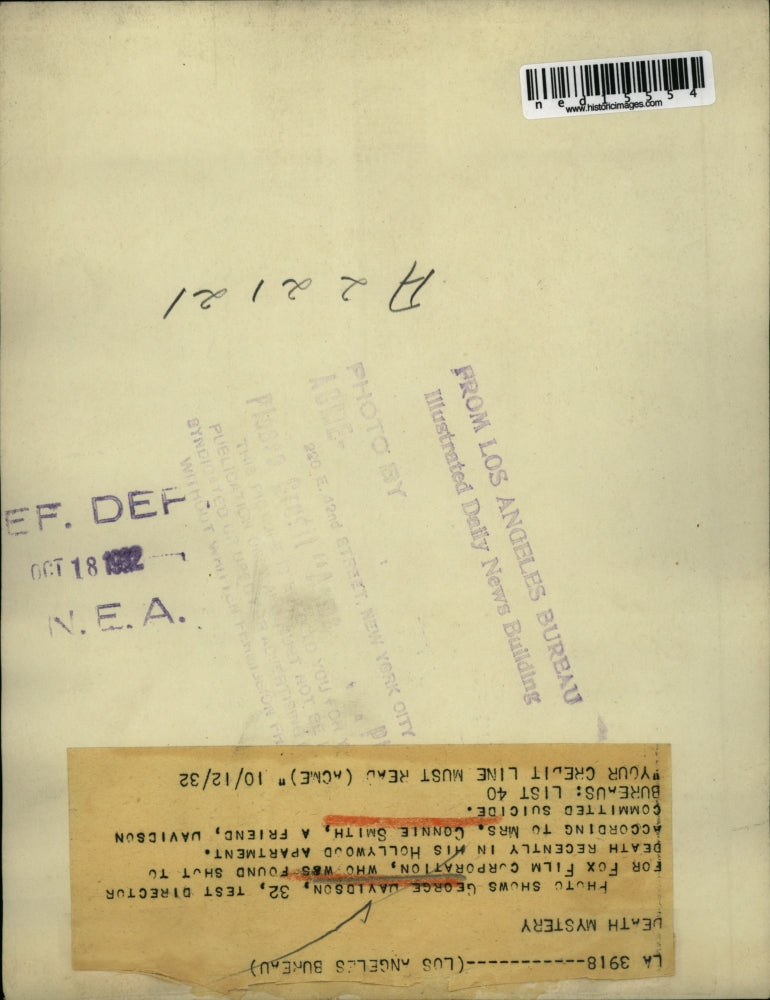 ned15554
www.historicimages.com
A22121
FROM LOS ANGELES BUREAU
Illustrated Daily News Building
PHOTO BY
ACME
220 E. 42nd STREET, NEW YORK CITY
EF. DEP.
OCT 18 1932
N.E.A.
LA 3918-------------(LOS ANGELES BUREAU)
DEATH MYSTERY
PHOTO SHOWS GEORGE DAVIDSON, 32, TEST DIRECTOR
FOR FOX FILM CORPORATION, WHO WAS FOUND SHOT TO
DEATH RECENTLY IN HIS HOLLYWOOD APARTMENT.
ACCORDING TO MRS. CONNIE SMITH, A FRIEND, DAVIDSON
COMMITTED SUICIDE.
BUREAUS: LIST 40
"YOUR CREDIT LINE MUST READ (ACME)" 10/12/32